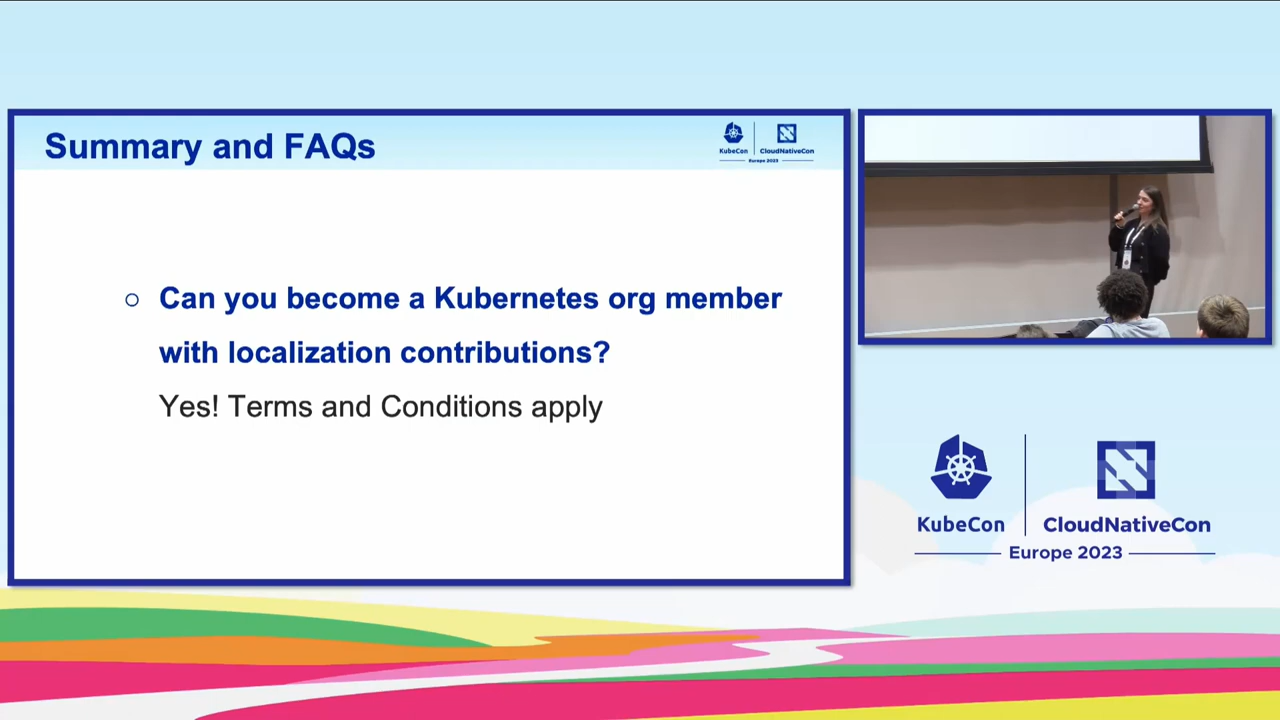 Summary and FAQs
KubeCon
CloudNativeCon
Europe 2023
○ Can you become a Kubernetes org member
with localization contributions?
Yes! Terms and Conditions apply
KubeCon
CloudNativeCon
Europe 2023